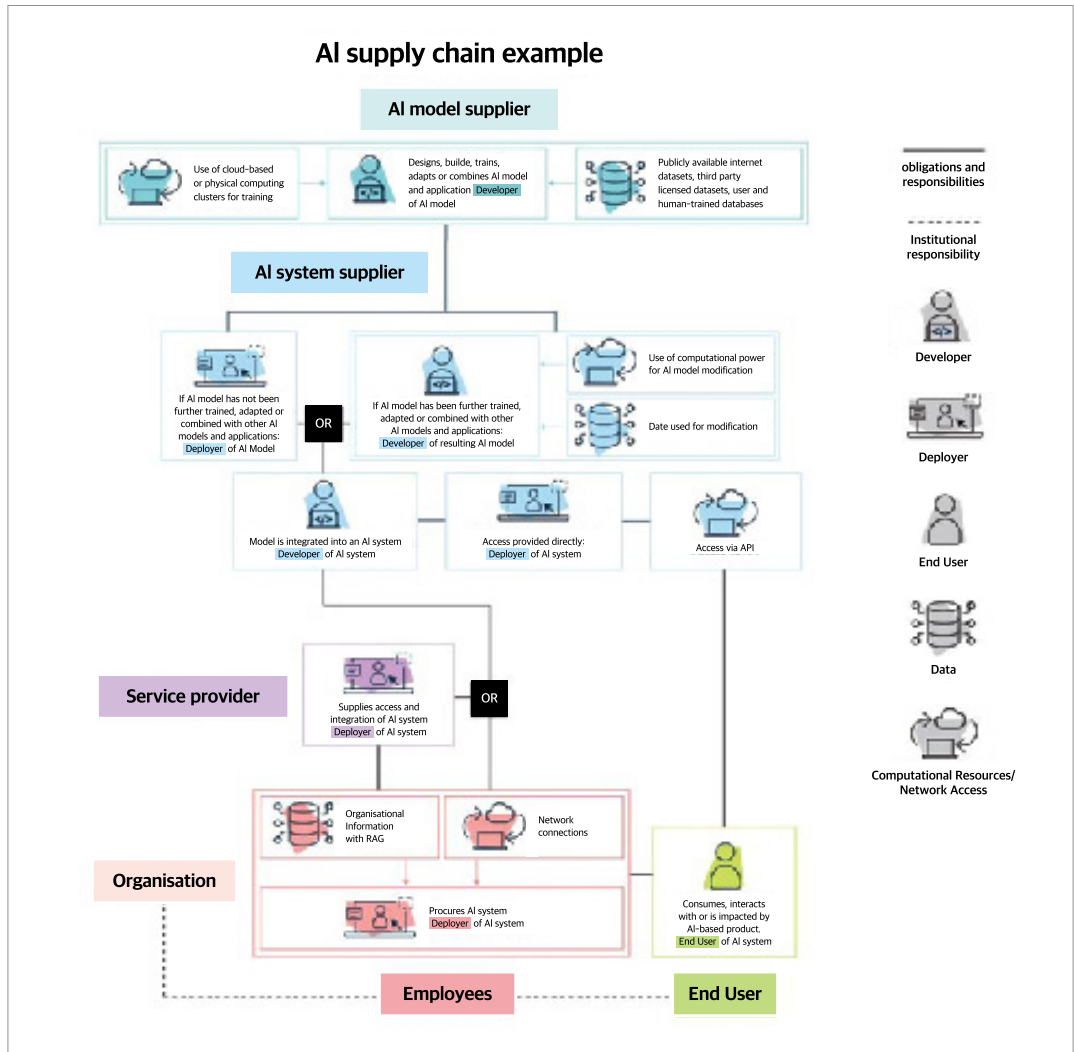 AI supply chain example
AI model supplier
Use of cloud-based
or physical computing
clusters for training
Designs, builde, trains,
adapts or combines AI model
and application Developer
of AI model
Publicly available internet
datasets, third party
licensed datasets, user and
human-trained databases
obligations and
responsibilities
Institutional
responsibility
Developer
Deployer
End User
Data
Computational Resources/
Network Access
AI system supplier
If AI model has not been
further trained, adapted or
combined with other AI
models and applications:
Deployer of AI Model
OR
If AI model has been further trained,
adapted or combined with other
AI models and applications:
Developer of resulting AI model
Use of computational power
for AI model modification
Date used for modification
Model is integrated into an AI system
Developer of AI system
Access provided directly:
Deployer of AI system
Access via API
Service provider
Supplies access and
integration of AI system
Deployer of AI system
OR
Organisation
Organisational
Information
with RAG
Network
connections
Procures AI system
Deployer of AI system
Consumes, interacts
with or is impacted by
AI-based product.
End User of AI system
Employees
End User